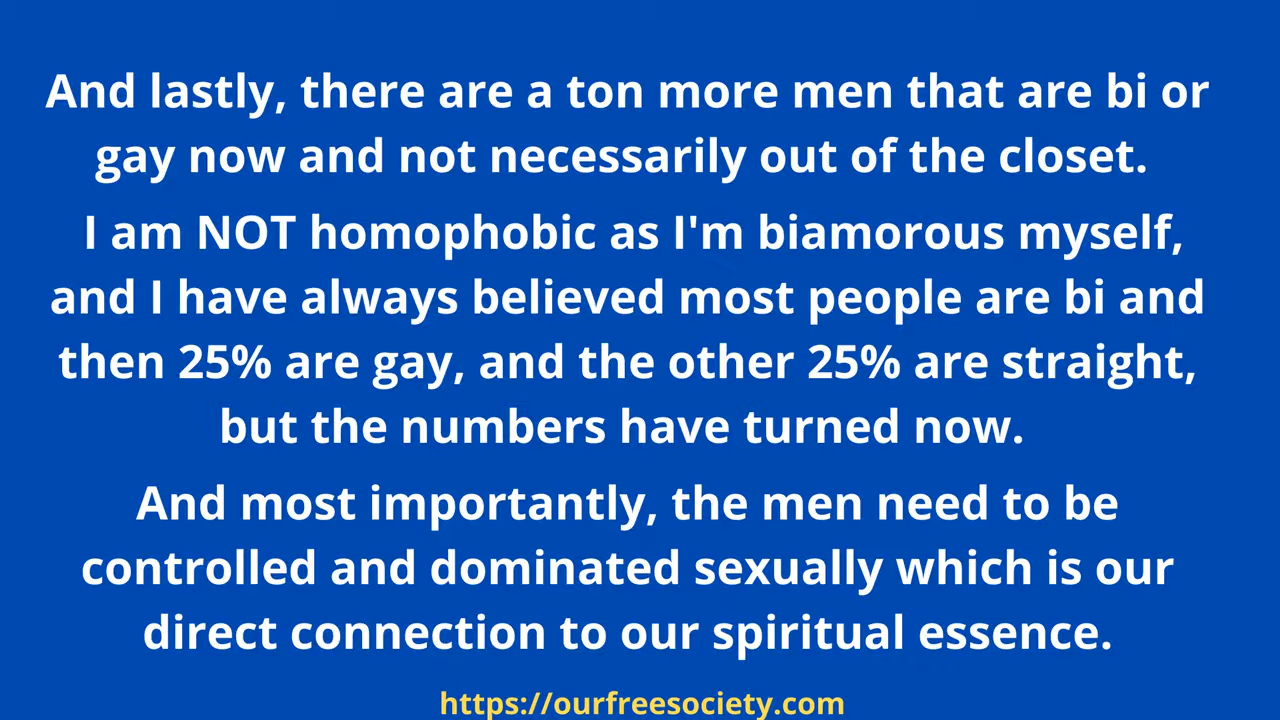 And lastly, there are a ton more men that are bi or
gay now and not necessarily out of the closet.
I am NOT homophobic as I'm biamorous myself,
and I have always believed most people are bi and
then 25% are gay, and the other 25% are straight,
but the numbers have turned now.
And most importantly, the men need to be
controlled and dominated sexually which is our
direct connection to our spiritual essence.
https://ourfreesociety.com